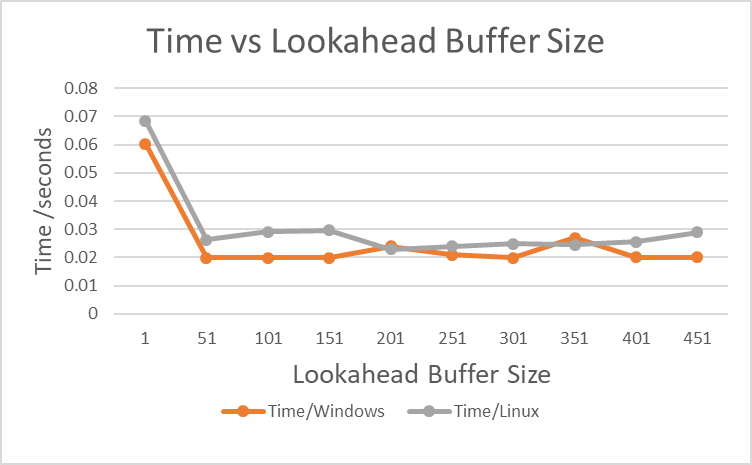 Time vs Lookahead Buffer Size
Time /seconds
0.08
0.07
0.06
0.05
0.04
0.03
0.02
0.01
0
1 51 101 151 201 251 301 351 401 451
Lookahead Buffer Size
Time/Windows Time/Linux